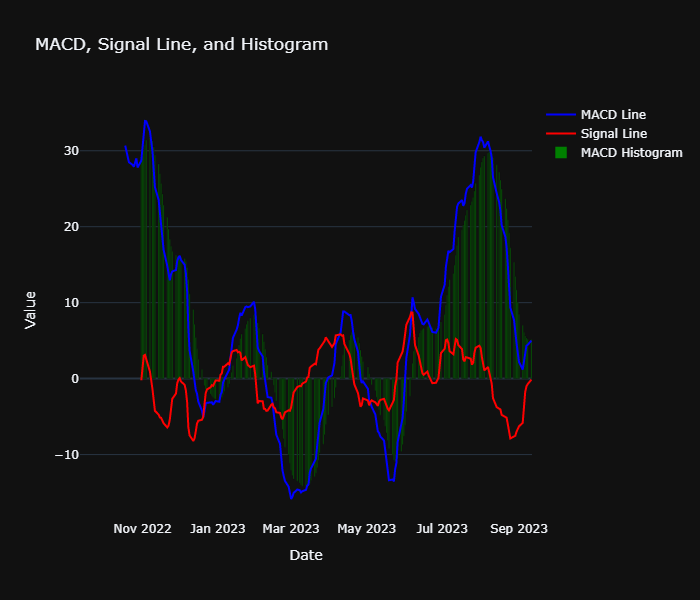 MACD, Signal Line, and Histogram
MACD Line
Signal Line
MACD Histogram
30
20
10
0
−10
Value
Nov 2022
Jan 2023
Mar 2023
May 2023
Jul 2023
Sep 2023
Date